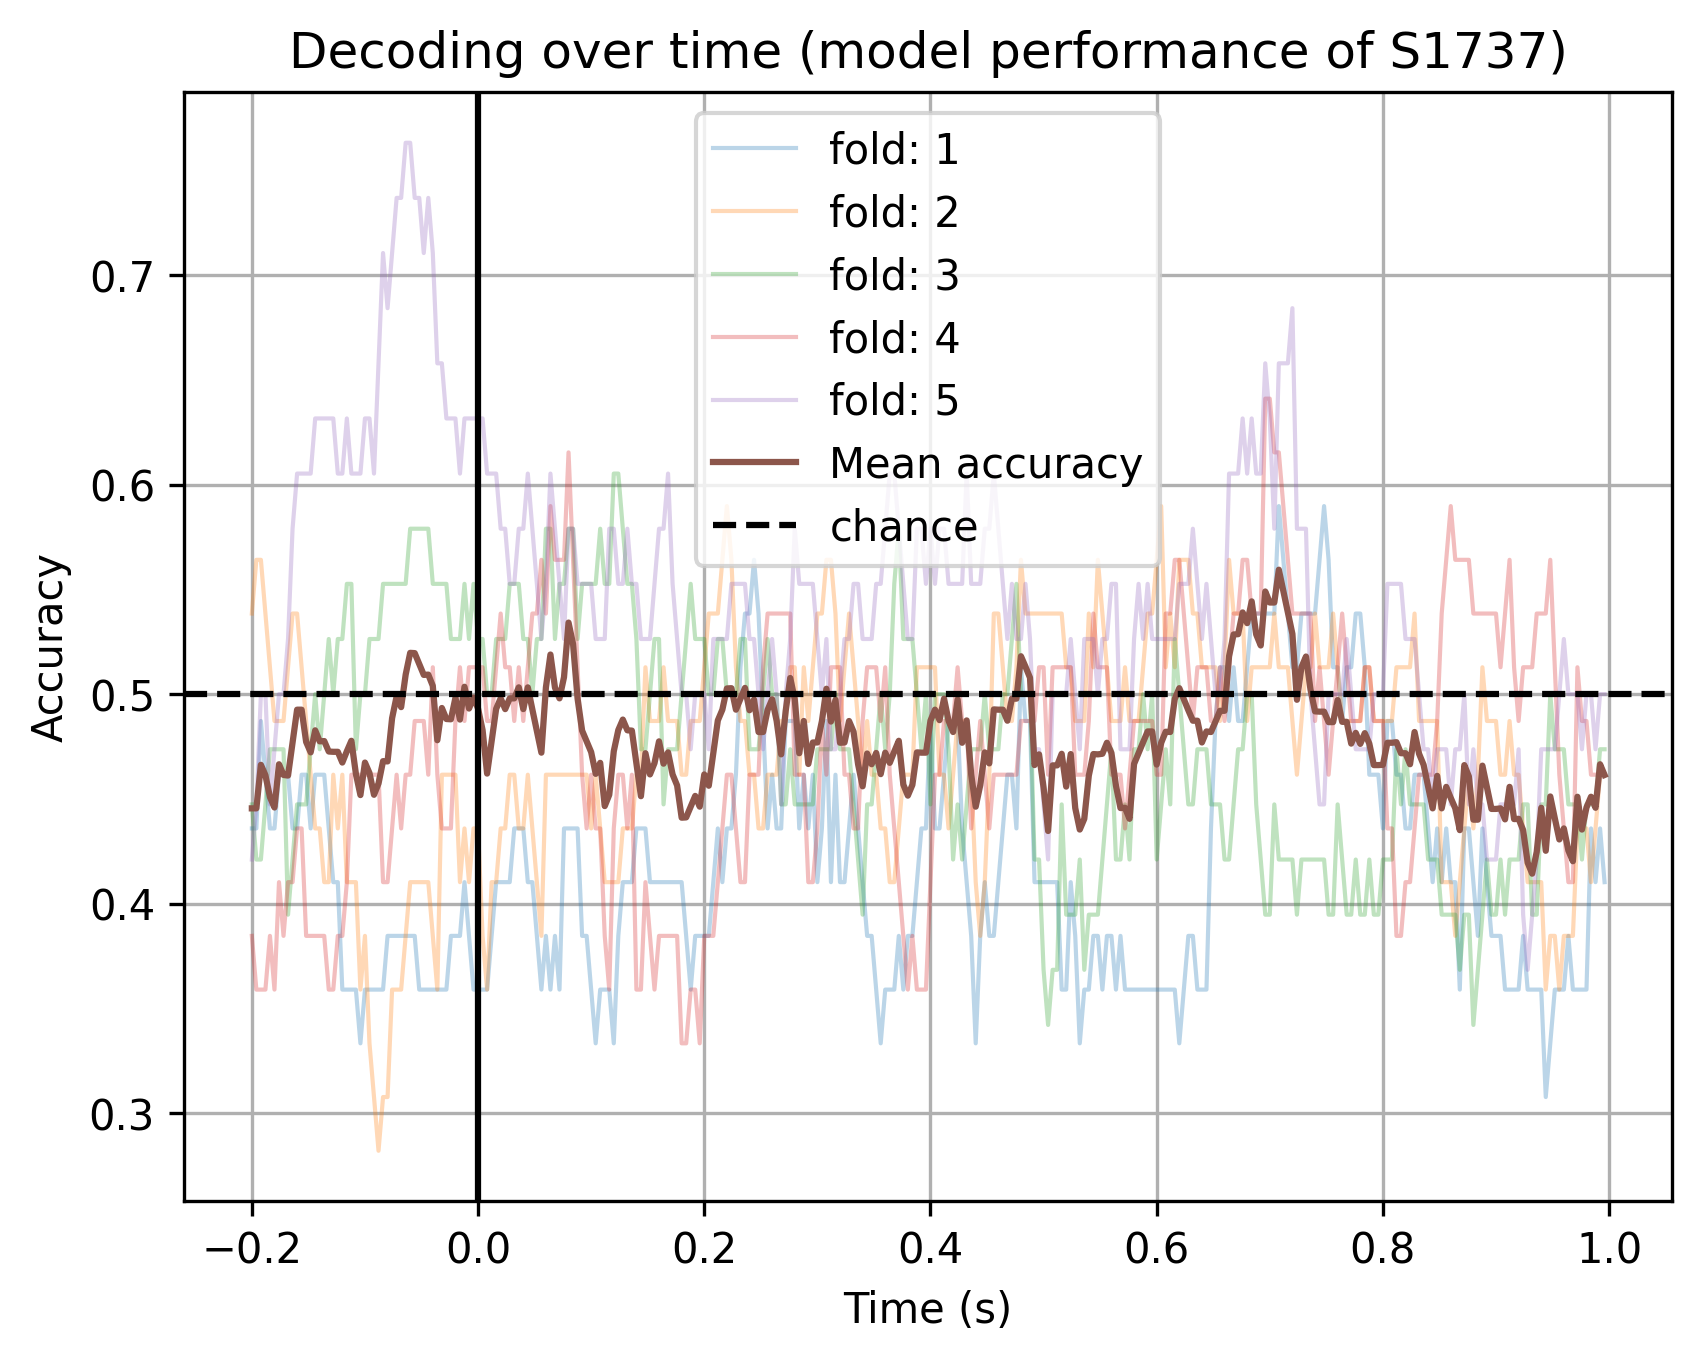 Decoding over time (model performance of S1737)
Accuracy
0.7
0.6
0.5
0.4
0.3
fold: 1
fold: 2
fold: 3
fold: 4
fold: 5
Mean accuracy
chance
−0.2 0.0 0.2 0.4 0.6 0.8 1.0
Time (s)